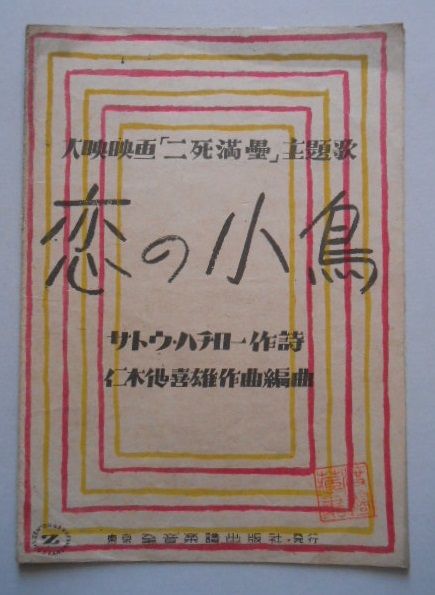 大映映画「二死満塁」主題歌
恋の小鳥
サトウ・ハチロー作詩
仁木他喜雄作曲編曲
東京 全音楽譜出版社・発行